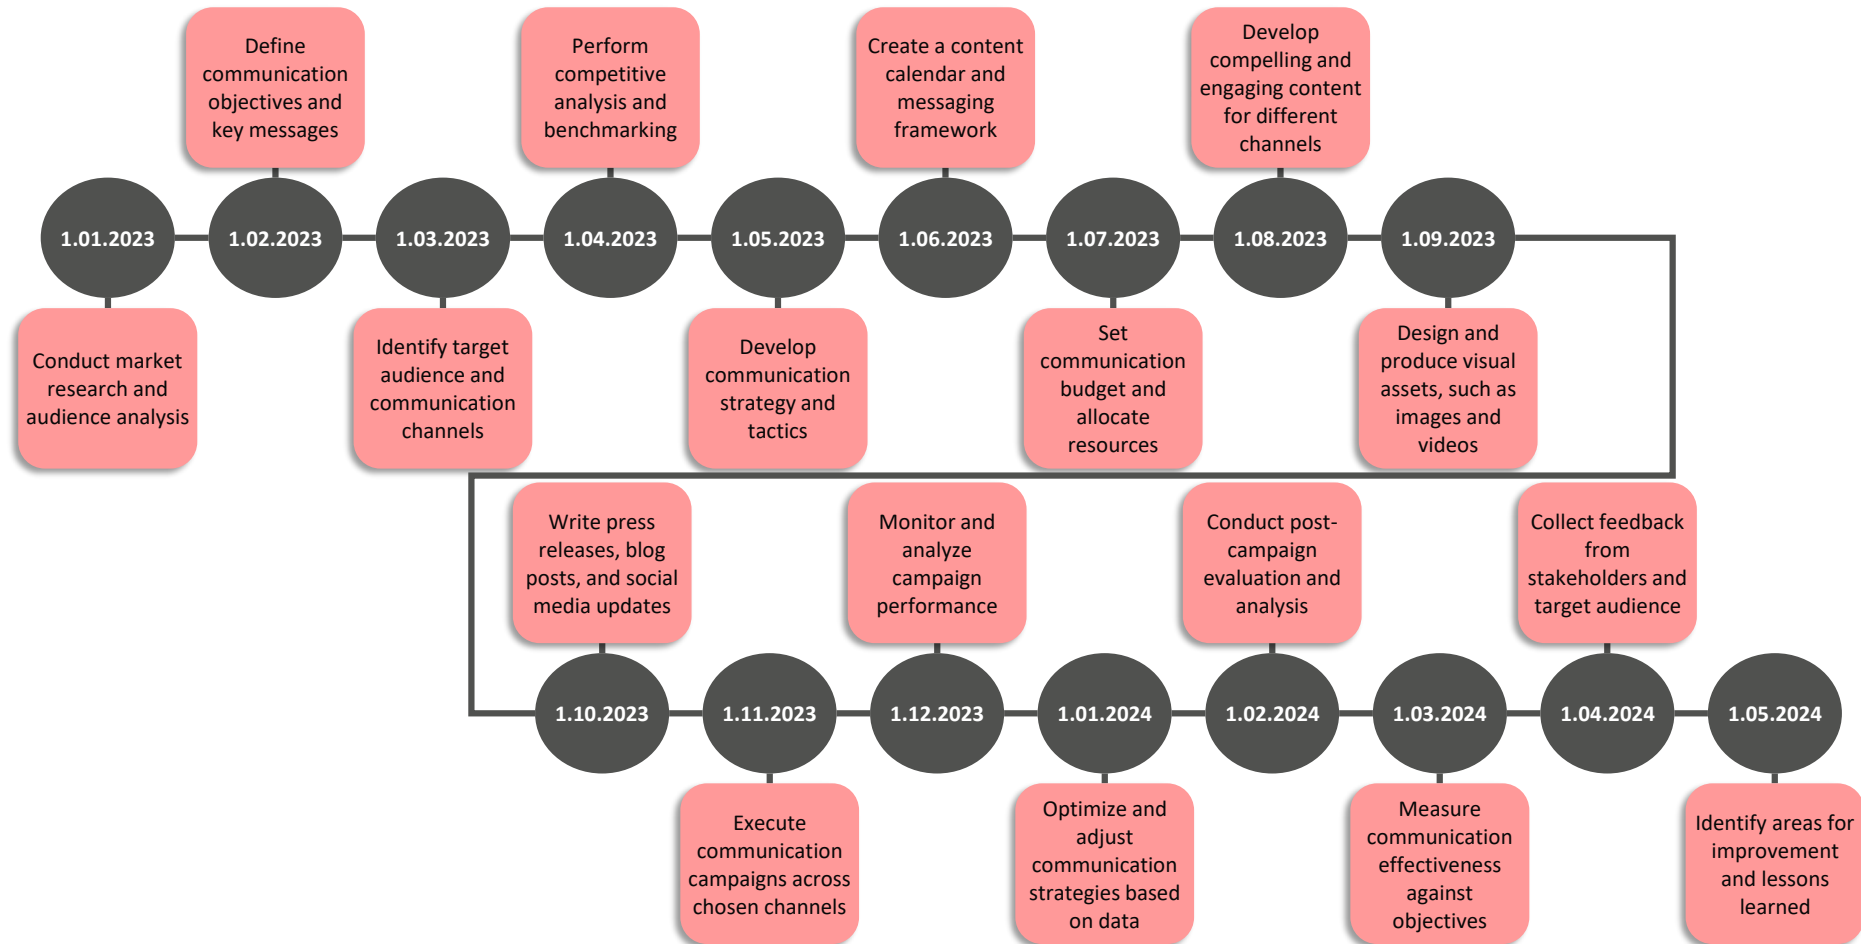 Define
communication
objectives and
key messages
Perform
competitive
analysis and
benchmarking
Create a content
calendar and
messaging
framework
Develop
compelling and
engaging content
for different
channels
1.01.2023
1.02.2023
1.03.2023
1.04.2023
1.05.2023
1.06.2023
1.07.2023
1.08.2023
1.09.2023
Conduct market
research and
audience analysis
Identify target
audience and
communication
channels
Develop
communication
strategy and
tactics
Set
communication
budget and
allocate
resources
Design and
produce visual
assets, such as
images and
videos
Write press
releases, blog
posts, and social
media updates
Monitor and
analyze
campaign
performance
Conduct post-
campaign
evaluation and
analysis
Collect feedback
from
stakeholders and
target audience
1.10.2023
1.11.2023
1.12.2023
1.01.2024
1.02.2024
1.03.2024
1.04.2024
1.05.2024
Execute
communication
campaigns across
chosen channels
Optimize and
adjust
communication
strategies based
on data
Measure
communication
effectiveness
against
objectives
Identify areas for
improvement
and lessons
learned